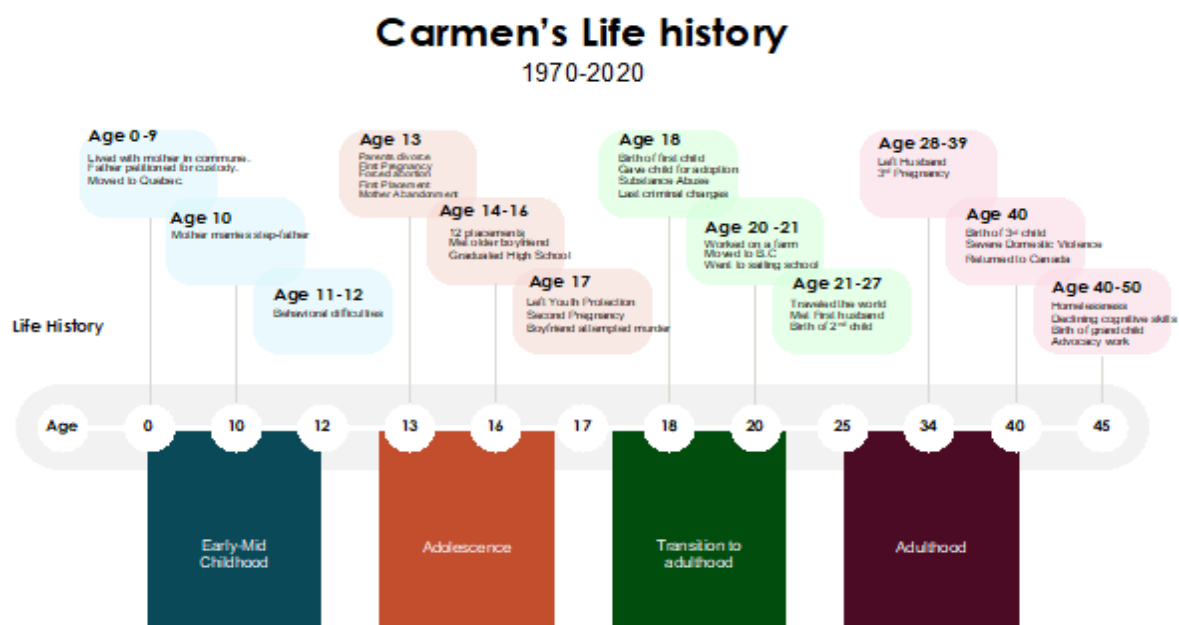 Carmen's Life history
1970-2020
Age 0-9
Lived with mother in commune.
Father petitioned for custody.
Moved to Quebec.
Age 10
Mother marries step-father
Age 11-12
Behavioral difficulties
Age 13
Parents divorce
First Pregnancy
Forced abortion
First Placement
Mother Abandonment
Age 14-16
12 placements
Met older boyfriend
Graduated High School
Age 17
Left Youth Protection
Second Pregnancy
Boyfriend attempted murder
Age 18
Birth of first child
Gave child for adoption
Substance Abuse
Last criminal charges
Age 20 -21
Worked on a farm
Moved to B.C
Went to sailing school
Age 21-27
Traveled the world
Met First husband
Birth of 2nd child
Age 28-39
Left Husband
3rd Pregnancy
Age 40
Birth of 3rd child
Severe Domestic Violence
Returned to Canada
Age 40-50
Homelessness
Declining cognitive skills
Birth of grandchild
Advocacy work
Life History
Age 0 10 12 13 16 17 18 20 25 34 40 45
Early-Mid
Childhood
Adolescence
Transition to
adulthood
Adulthood